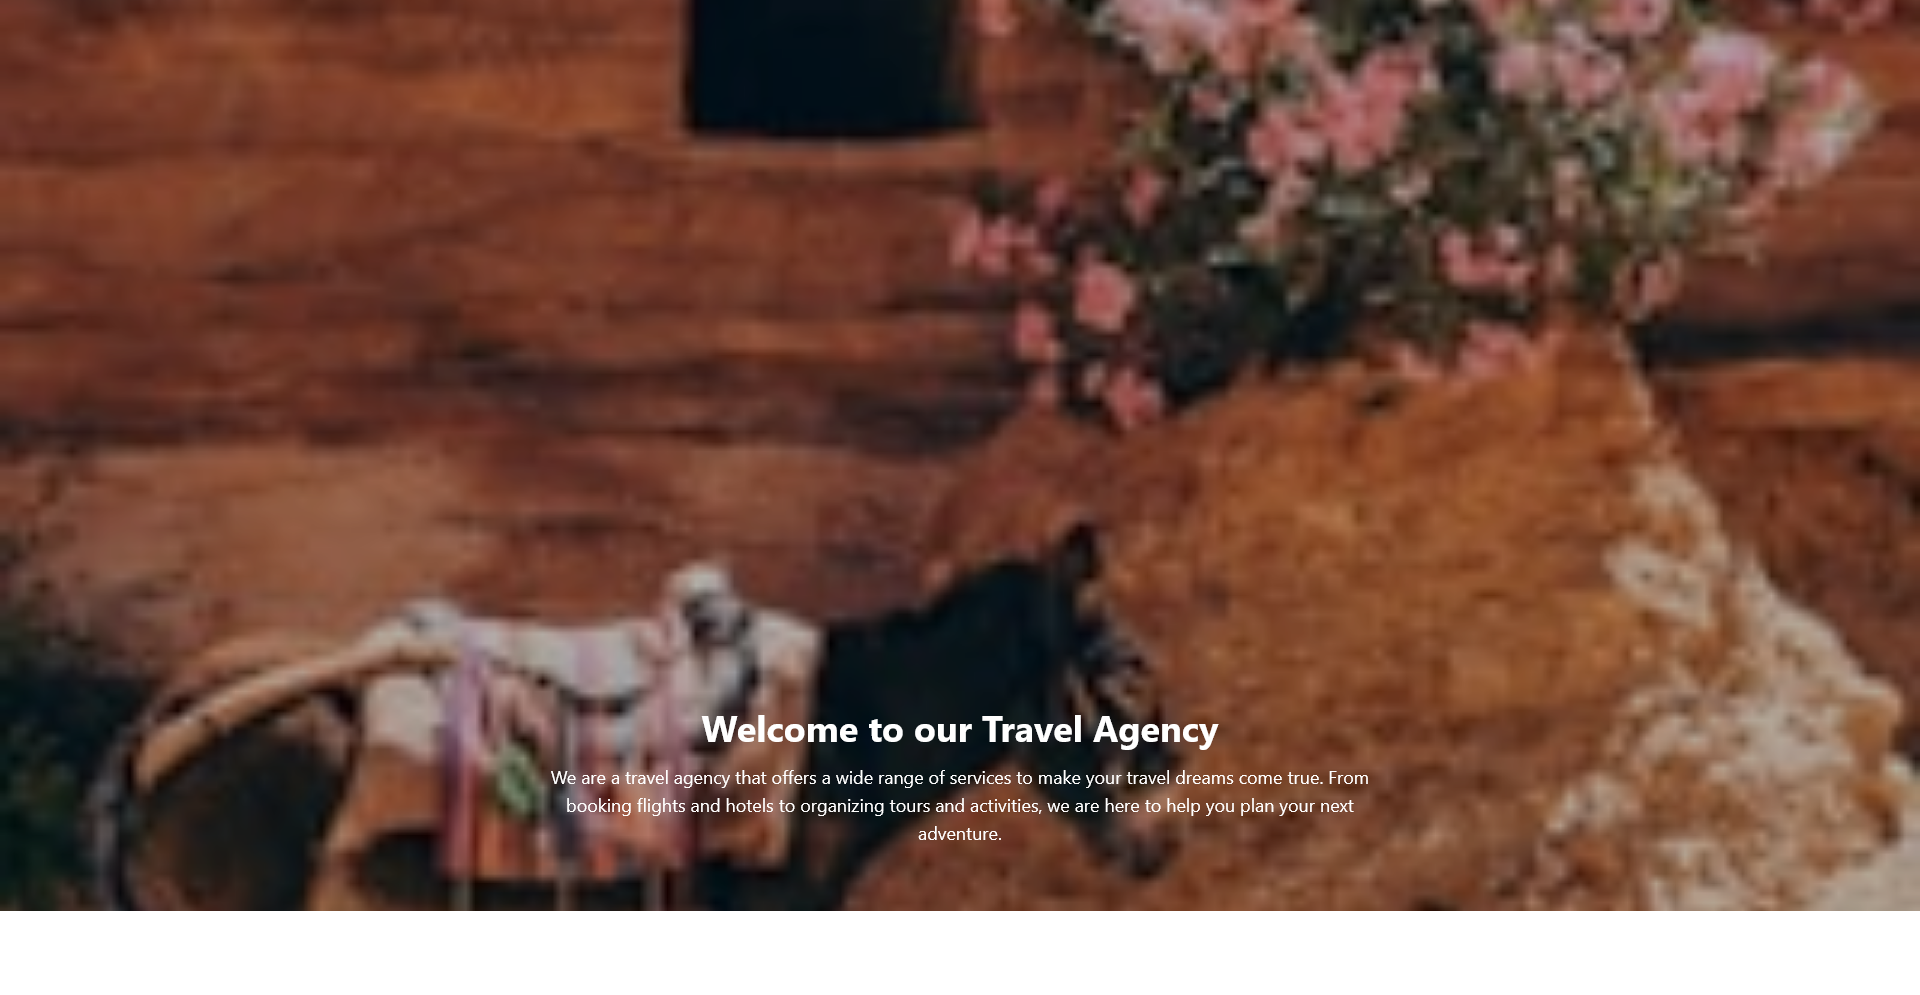 Welcome to our Travel Agency
We are a travel agency that offers a wide range of services to make your travel dreams come true. From
booking flights and hotels to organizing tours and activities, we are here to help you plan your next
adventure.